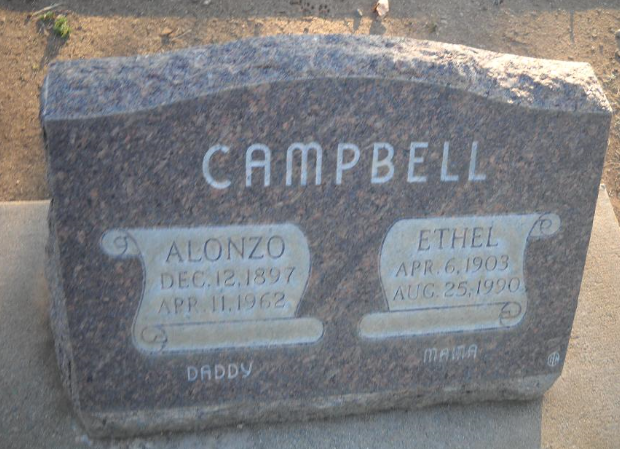 CAMPBELL
ALONZO
DEC. 12, 1897
APR. 11, 1962
DADDY
ETHEL
APR. 6, 1903
AUG. 25, 1990
MAMA